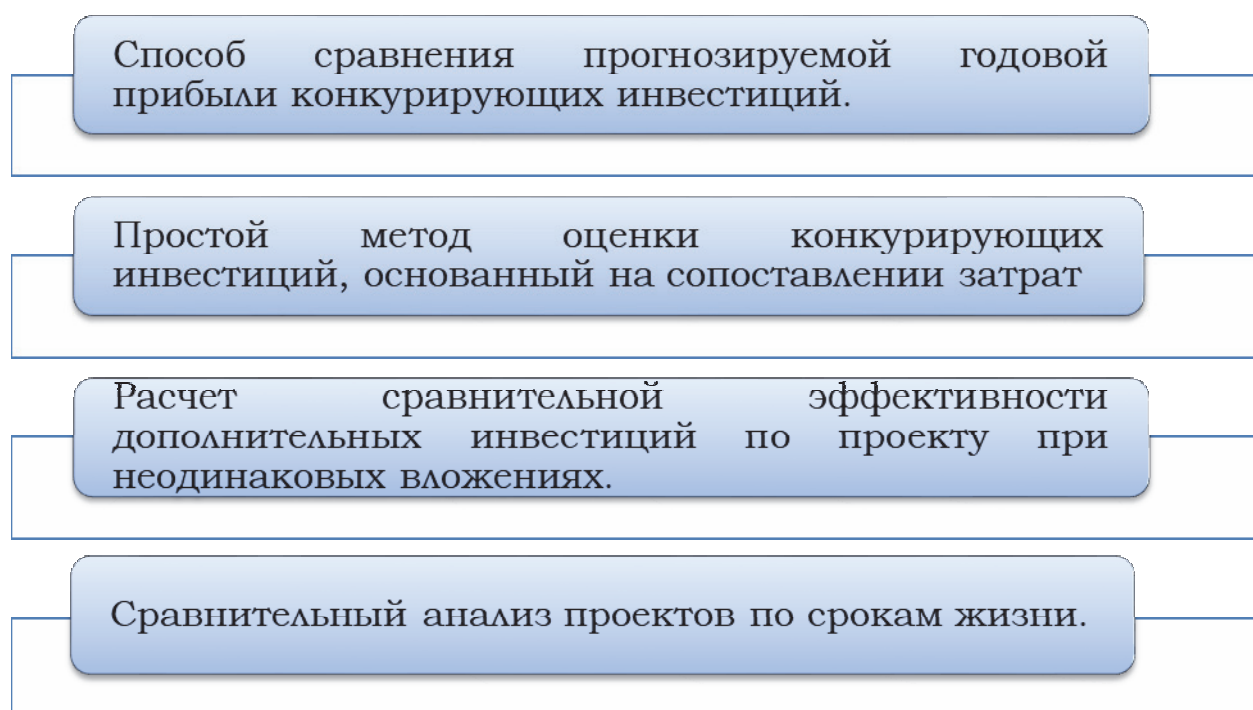 Способ сравнения прогнозируемой годовой
прибыли конкурирующих инвестиций.
Простой метод оценки конкурирующих
инвестиций, основанный на сопоставлении затрат
Расчет сравнительной эффективности
дополнительных инвестиций по проекту при
неодинаковых вложениях.
Сравнительный анализ проектов по срокам жизни.